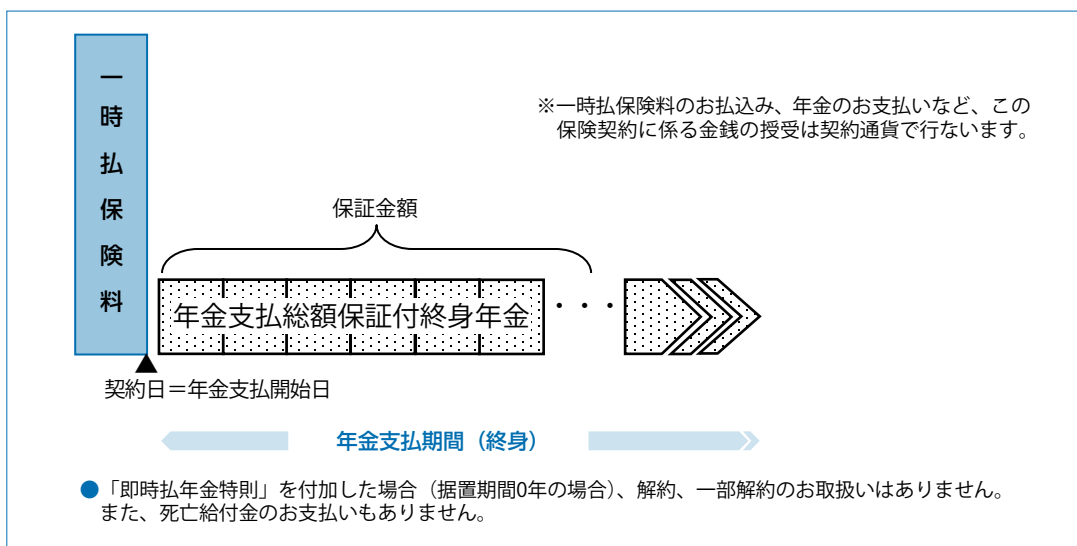 一時払保険料
※一時払保険料のお払込み、年金のお支払いなど、この
保険契約に係る金銭の授受は契約通貨で行ないます。
保証金額
年金支払総額保証付終身年金
・・・
契約日＝年金支払開始日
年金支払期間（終身）
●「即時払年金特則」を付加した場合（据置期間0年の場合）、解約、一部解約のお取扱いはありません。
また、死亡給付金のお支払いもありません。